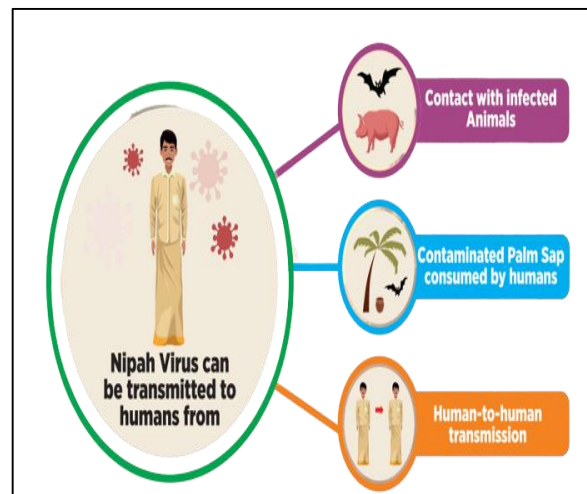 Nipah Virus can
be transmitted to
humans from
Contact with infected
Animals
Contaminated Palm Sap
consumed by humans
Human-to-human
transmission